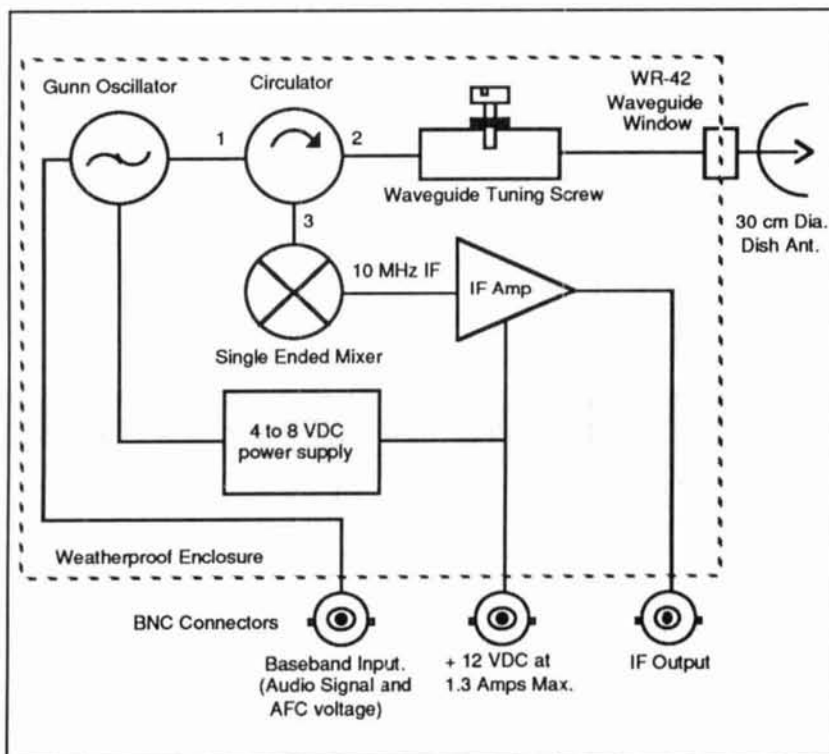 Gunn Oscillator
Circulator
WR-42
Waveguide
Window
1
2
3
Waveguide Tuning Screw
30 cm Dia.
Dish Ant.
10 MHz IF
IF Amp
Single Ended Mixer
4 to 8 VDC
power supply
Weatherproof Enclosure
BNC Connectors
Baseband Input.
(Audio Signal and
AFC voltage)
+ 12 VDC at
1.3 Amps Max.
IF Output